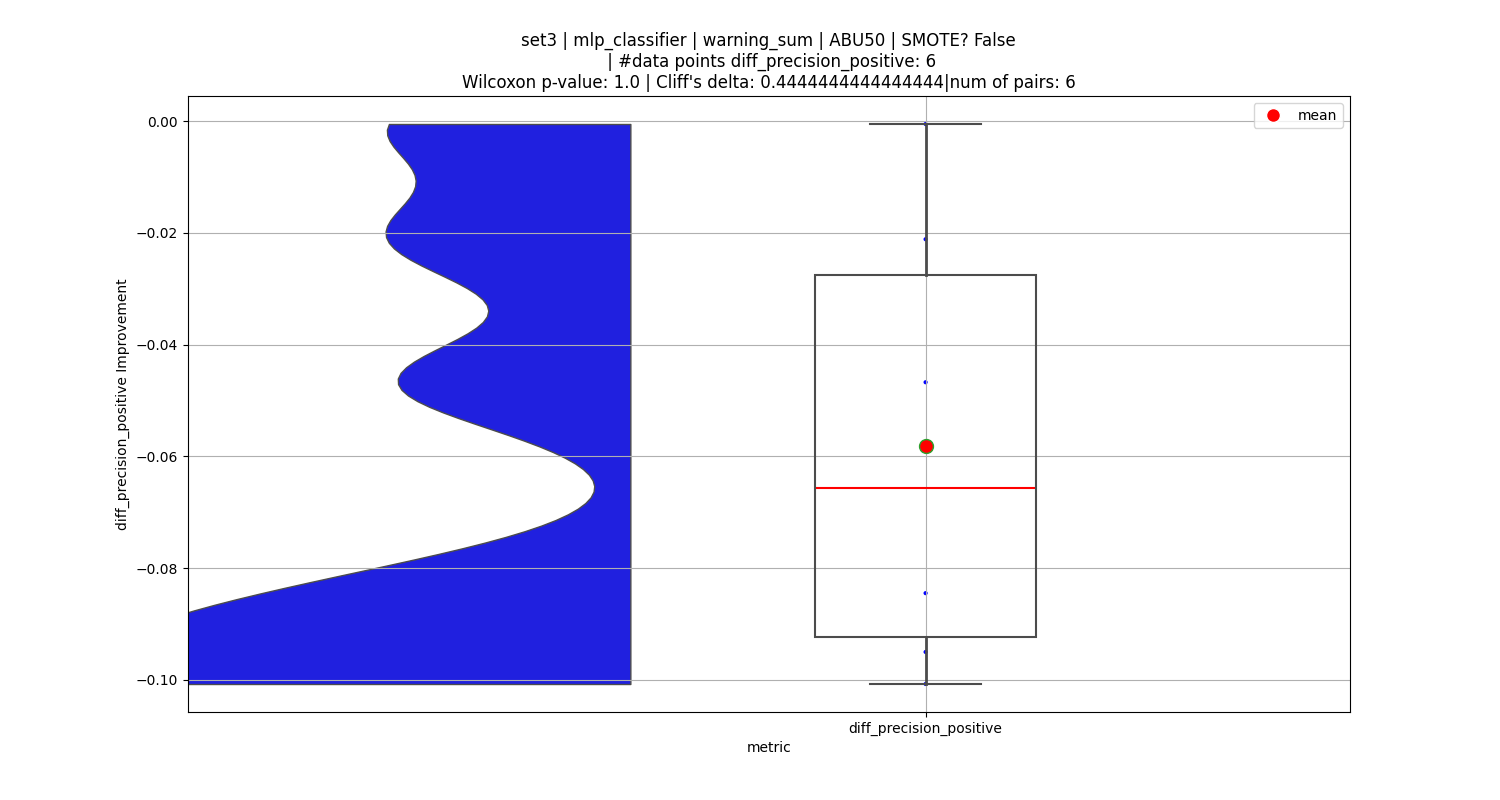 set3 | mlp_classifier | warning_sum | ABU50 | SMOTE? False
| #data points diff_precision_positive: 6
Wilcoxon p-value: 1.0 | Cliff's delta: 0.4444444444444444|num of pairs: 6
mean
0.00
−0.02
−0.04
−0.06
−0.08
−0.10
diff_precision_positive Improvement
diff_precision_positive
metric